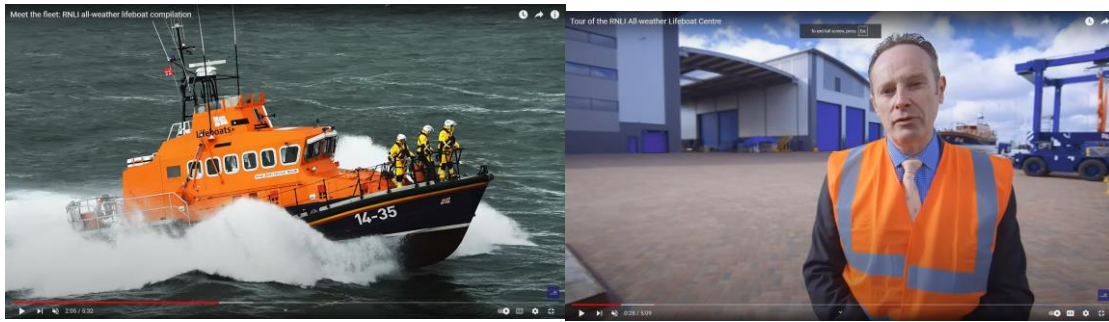 Meet the fleet: RNLI all-weather lifeboat compilation
Lifeboats
14-35
2:05 / 5:32
Tour of the RNLI All-weather Lifeboat Centre
To exit full screen, press Esc
0:28 / 5:09